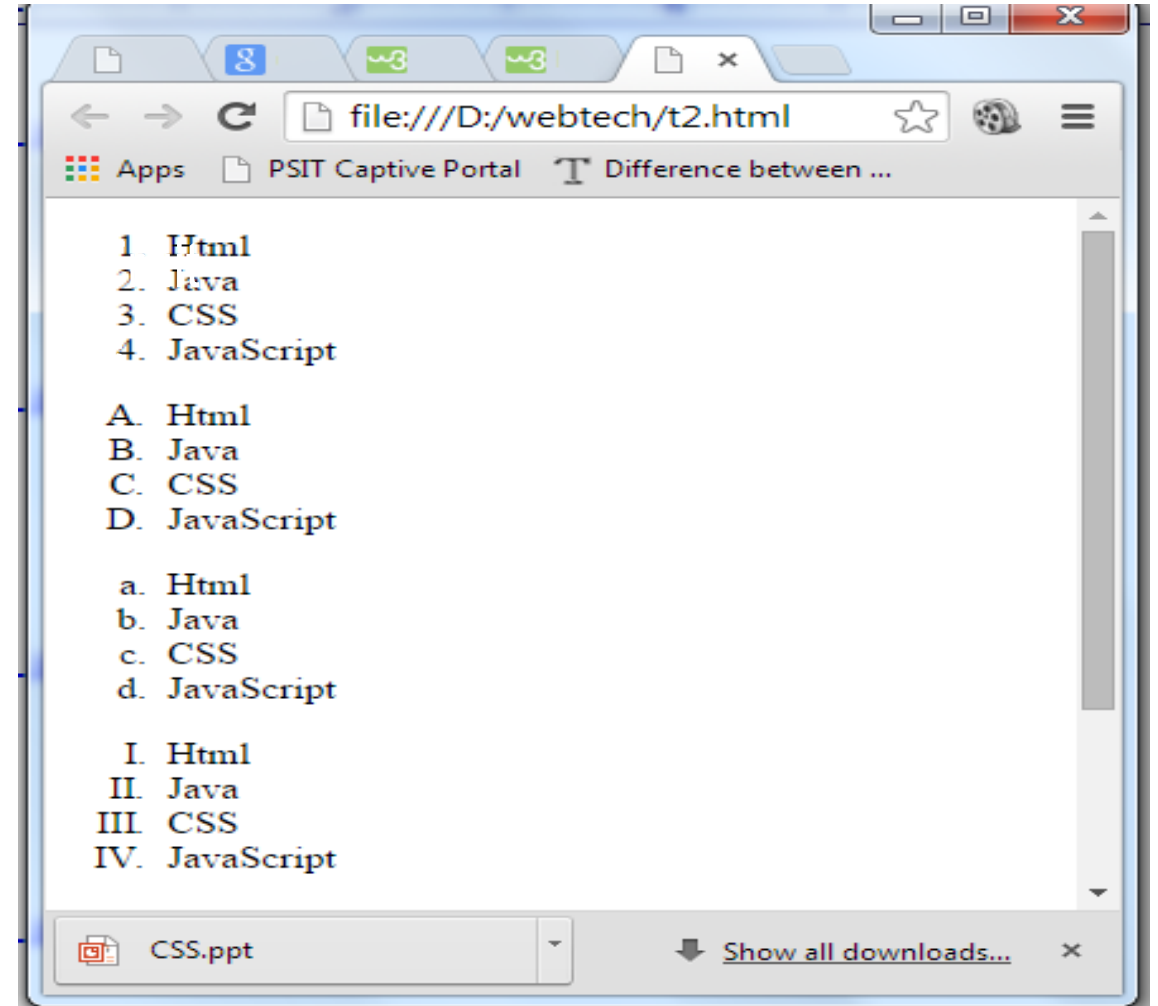 file:///D:/webtech/t2.html
Apps PSIT Captive Portal Difference between ...
1. Html
2. Java
3. CSS
4. JavaScript
A. Html
B. Java
C. CSS
D. JavaScript
a. Html
b. Java
c. CSS
d. JavaScript
I. Html
II. Java
III. CSS
IV. JavaScript
CSS.ppt Show all downloads...